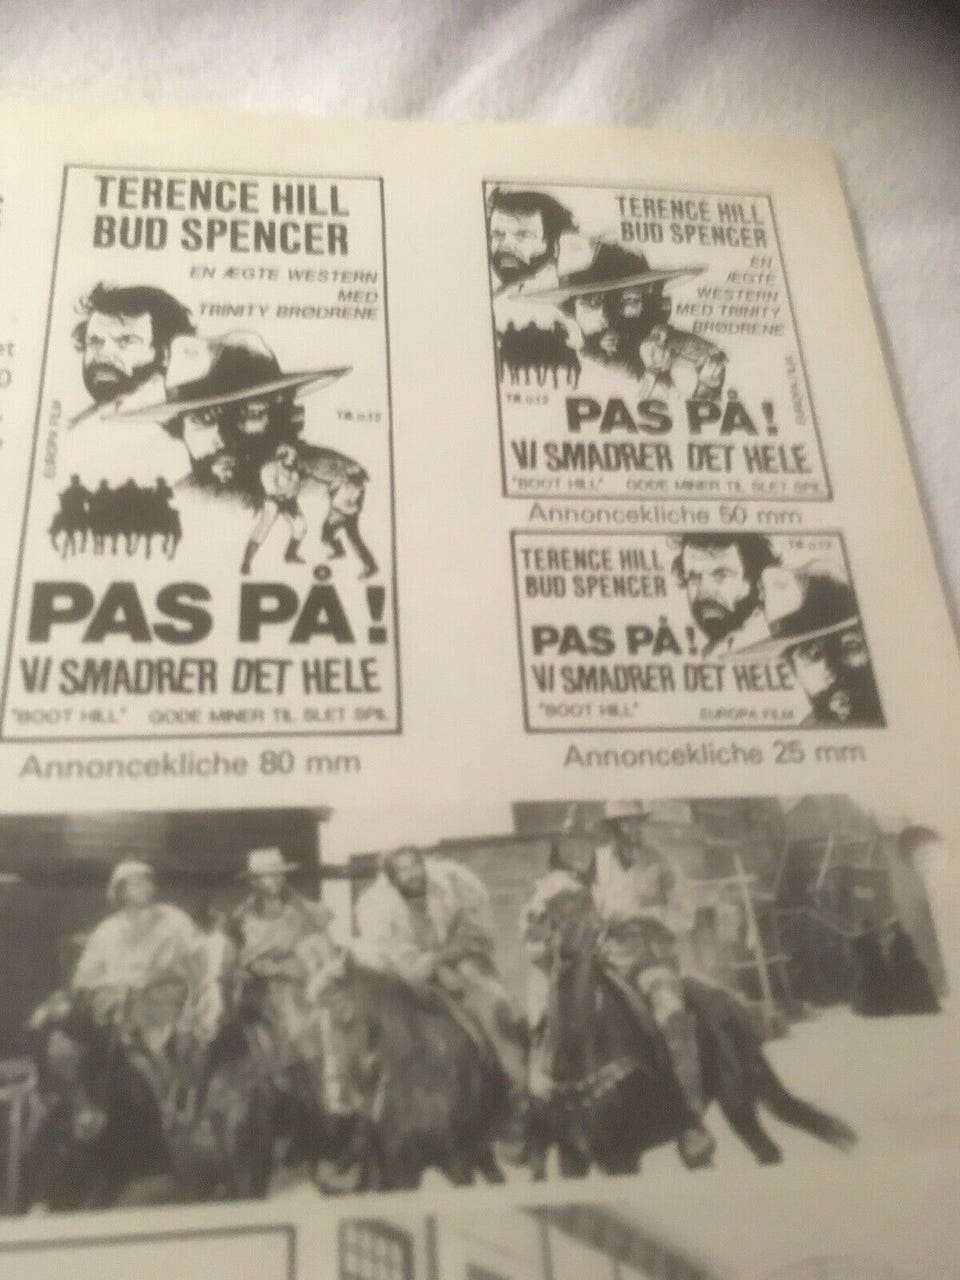 TERENCE HILL
BUD SPENCER
EN ÆGTE WESTERN
MED
TRINITY BRØDRENE
EUROPA FILM
PAS PÅ!
VI SMADRER DET HELE
"BOOT HILL" GODE MINER TIL SLET SPIL
Annoncekliche 80 mm
TERENCE HILL
BUD SPENCER
EN
ÆGTE
WESTERN
MED TRINITY
BRØDRENE
EUROPA FILM
PAS PÅ!
VI SMADRER DET HELE
"BOOT HILL" GODE MINER TIL SLET SPIL
Annoncekliche 50 mm
TERENCE HILL
BUD SPENCER
PAS PÅ!
VI SMADRER DET HELE
"BOOT HILL" EUROPA FILM
Annoncekliche 25 mm